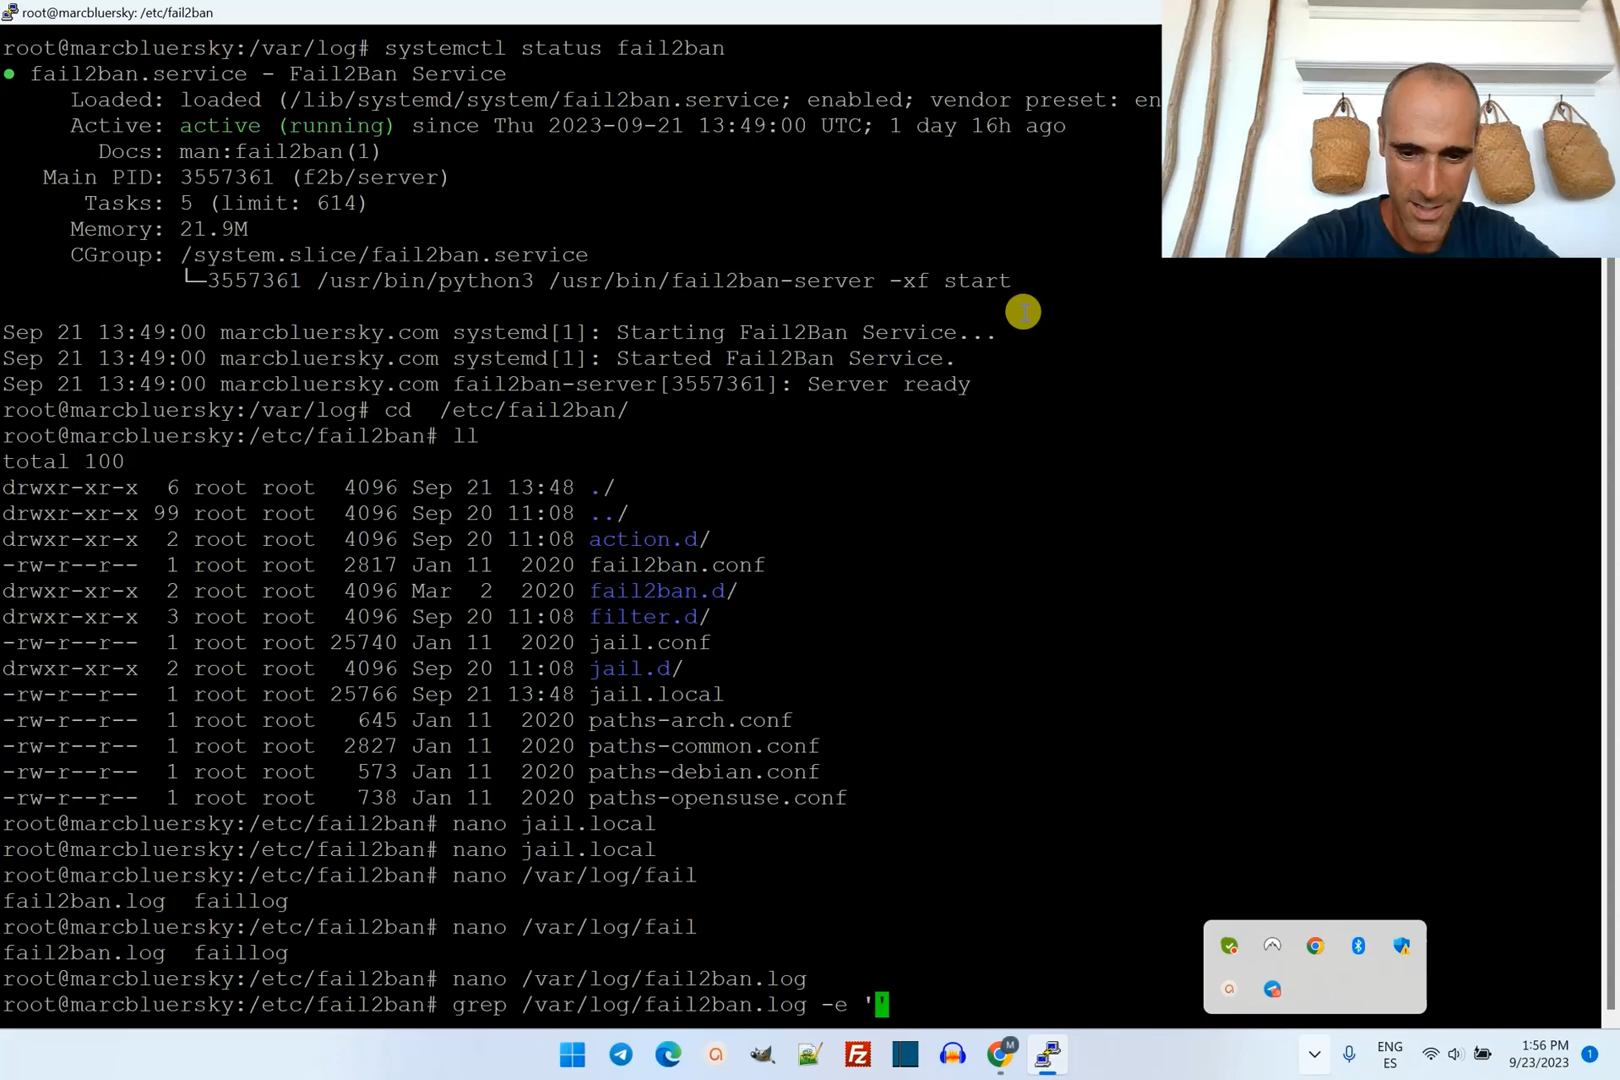 root@marcbluersky: /etc/fail2ban
root@marcbluersky:/var/log# systemctl status fail2ban
● fail2ban.service - Fail2Ban Service
Loaded: loaded (/lib/systemd/system/fail2ban.service; enabled; vendor preset: en
Active: active (running) since Thu 2023-09-21 13:49:00 UTC; 1 day 16h ago
Docs: man:fail2ban(1)
Main PID: 3557361 (f2b/server)
Tasks: 5 (limit: 614)
Memory: 21.9M
CGroup: /system.slice/fail2ban.service
└─3557361 /usr/bin/python3 /usr/bin/fail2ban-server -xf start
Sep 21 13:49:00 marcbluersky.com systemd[1]: Starting Fail2Ban Service...
Sep 21 13:49:00 marcbluersky.com systemd[1]: Started Fail2Ban Service.
Sep 21 13:49:00 marcbluersky.com fail2ban-server[3557361]: Server ready
root@marcbluersky:/var/log# cd  /etc/fail2ban/
root@marcbluersky:/etc/fail2ban# ll
total 100
drwxr-xr-x  6 root root  4096 Sep 21 13:48 ./
drwxr-xr-x 99 root root  4096 Sep 20 11:08 ../
drwxr-xr-x  2 root root  4096 Sep 20 11:08 action.d/
-rw-r--r--  1 root root  2817 Jan 11  2020 fail2ban.conf
drwxr-xr-x  2 root root  4096 Mar  2  2020 fail2ban.d/
drwxr-xr-x  3 root root  4096 Sep 20 11:08 filter.d/
-rw-r--r--  1 root root 25740 Jan 11  2020 jail.conf
drwxr-xr-x  2 root root  4096 Sep 20 11:08 jail.d/
-rw-r--r--  1 root root 25766 Sep 21 13:48 jail.local
-rw-r--r--  1 root root   645 Jan 11  2020 paths-arch.conf
-rw-r--r--  1 root root  2827 Jan 11  2020 paths-common.conf
-rw-r--r--  1 root root   573 Jan 11  2020 paths-debian.conf
-rw-r--r--  1 root root   738 Jan 11  2020 paths-opensuse.conf
root@marcbluersky:/etc/fail2ban# nano jail.local
root@marcbluersky:/etc/fail2ban# nano jail.local
root@marcbluersky:/etc/fail2ban# nano /var/log/fail
fail2ban.log  faillog
root@marcbluersky:/etc/fail2ban# nano /var/log/fail
fail2ban.log  faillog
root@marcbluersky:/etc/fail2ban# nano /var/log/fail2ban.log
root@marcbluersky:/etc/fail2ban# grep /var/log/fail2ban.log -e ''
ENG
ES
1:56 PM
9/23/2023
1
M